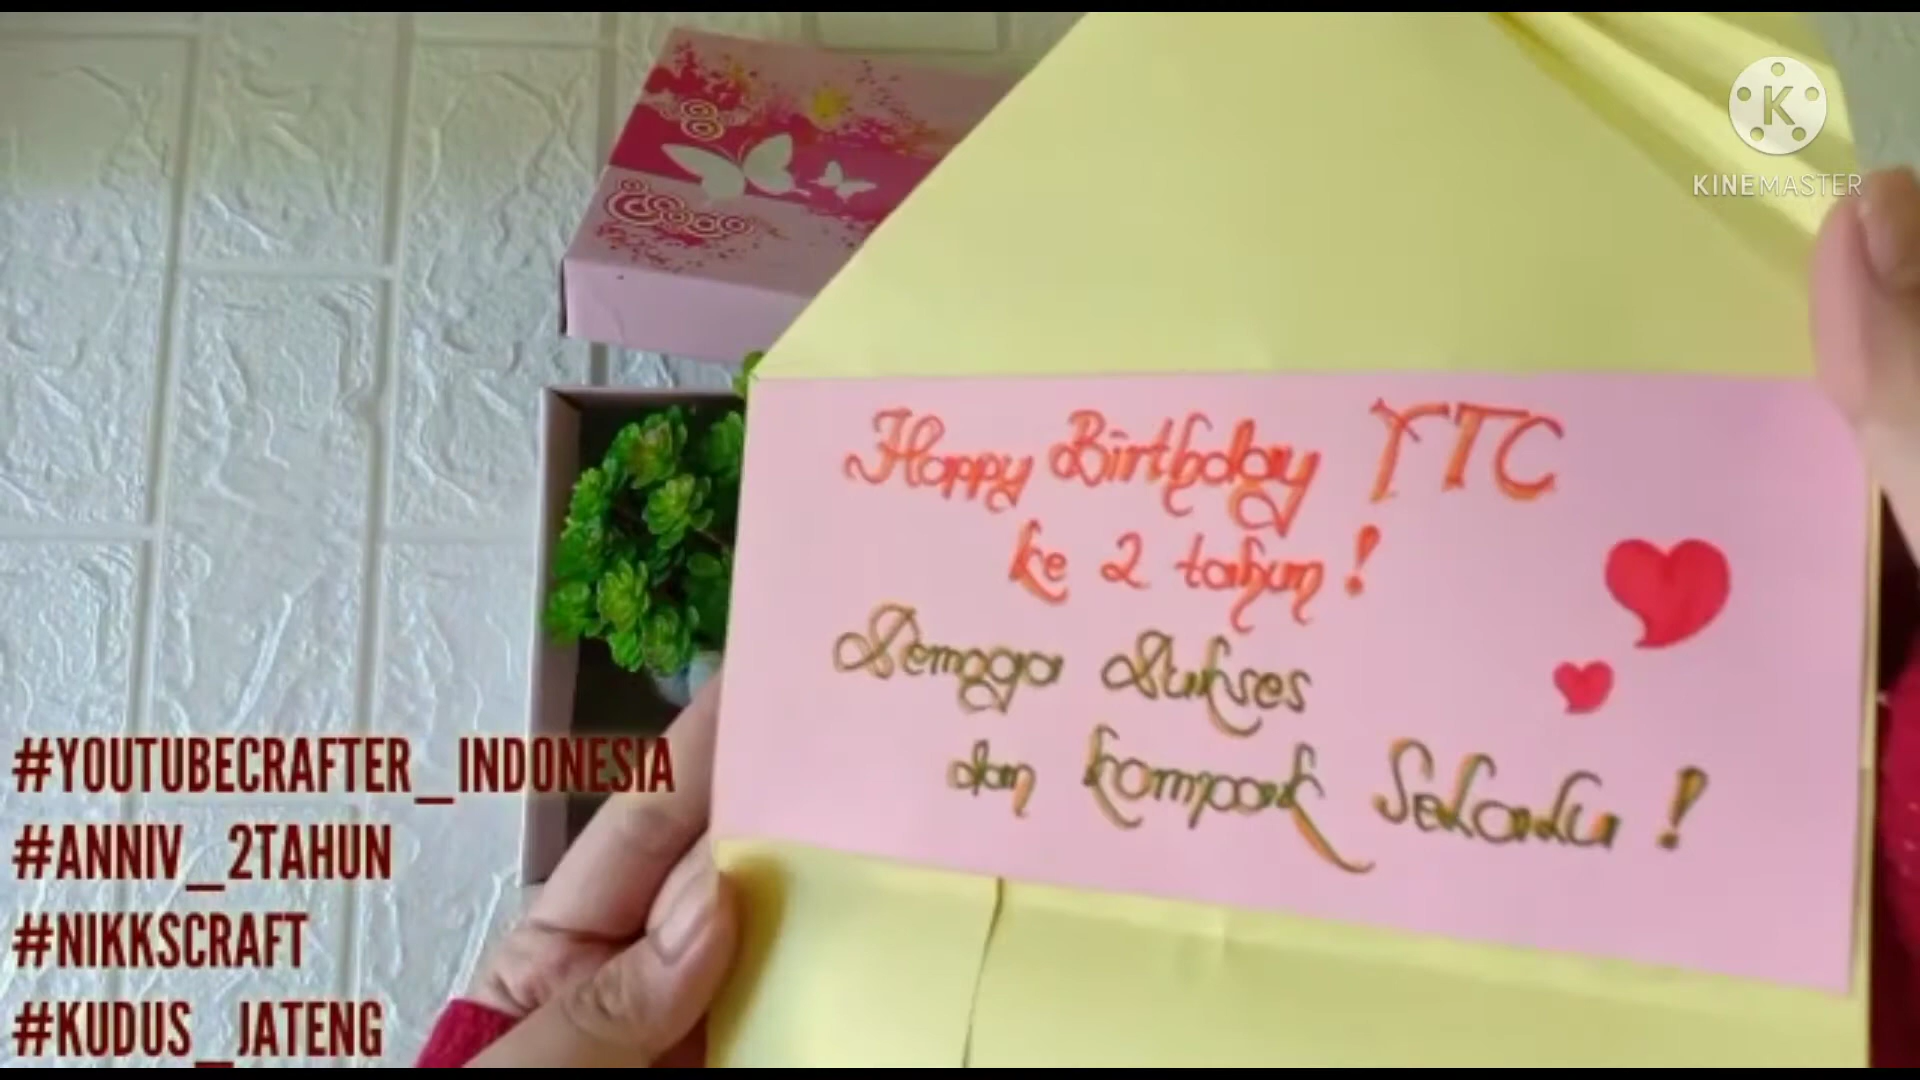 K
KINEMASTER
Happy Birthday YTC
ke 2 tahun !
Semoga Sukses
dan kompak Selalu !
#YOUTUBECRAFTER_INDONESIA
#ANNIV_2TAHUN
#NIKKSCRAFT
#KUDUS_JATENG